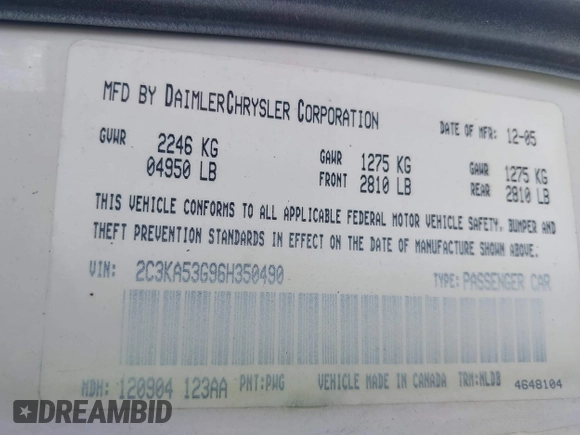 MFD BY DAIMLERCHRYSLER CORPORATION DATE OF MFR: 12-05
GVWR 2246 KG GAWR 1275 KG GAWR 1275 KG
04950 LB FRONT 2810 LB REAR 2810 LB
THIS VEHICLE CONFORMS TO ALL APPLICABLE FEDERAL MOTOR VEHICLE SAFETY, BUMPER AND
THEFT PREVENTION STANDARDS IN EFFECT ON THE DATE OF MANUFACTURE SHOWN ABOVE.
VIN: 2C3KA53G96H350490 TYPE: PASSENGER CAR
MDH: 120904 123AA PNT:PWG VEHICLE MADE IN CANADA TRM:NLDB
4648104
DREAMBID